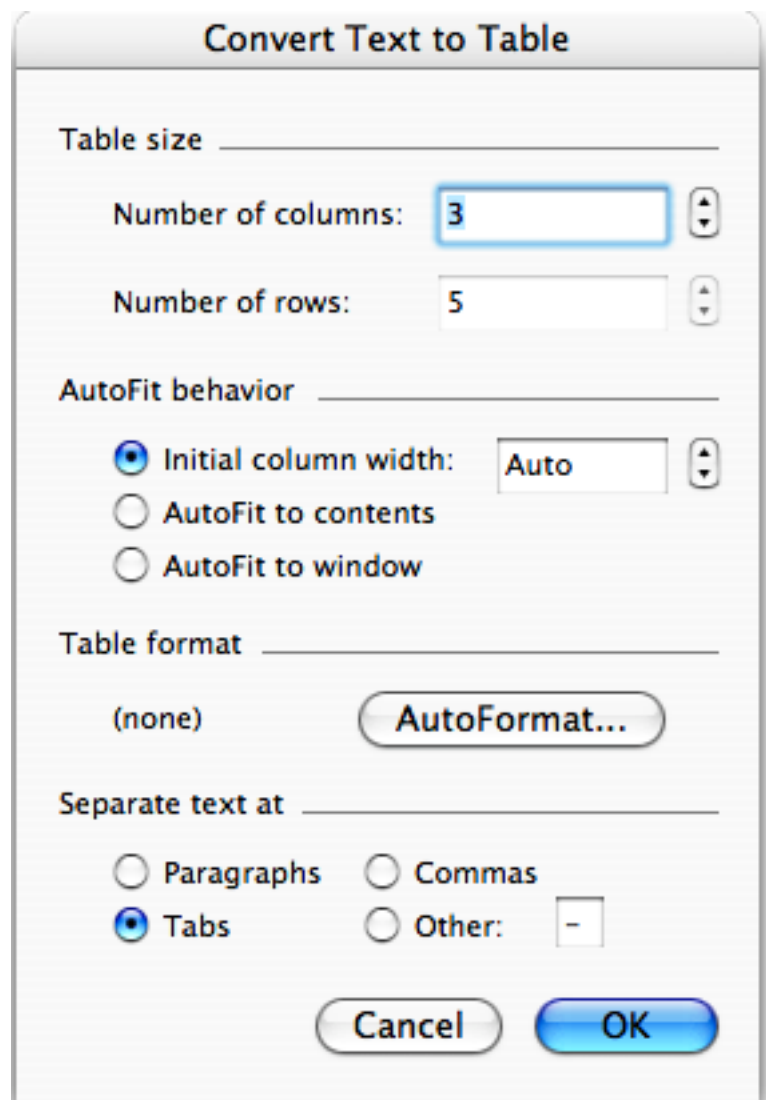 Convert Text to Table
Table size
Number of columns: 3
Number of rows: 5
AutoFit behavior
Initial column width: Auto
AutoFit to contents
AutoFit to window
Table format
(none) AutoFormat...
Separate text at
Paragraphs Commas
Tabs Other: -
Cancel OK